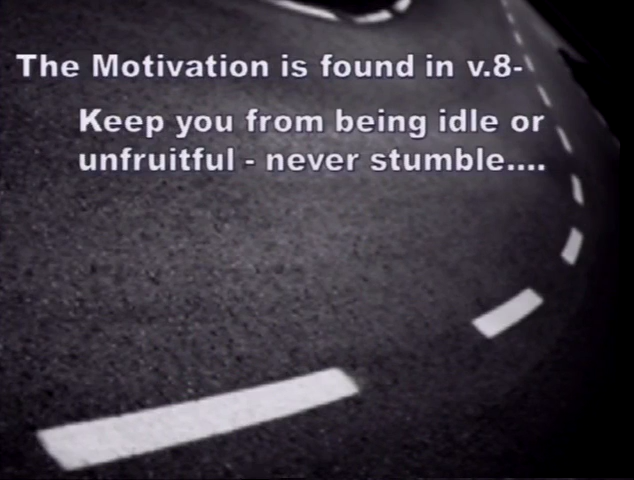 The Motivation is found in v.8-
Keep you from being idle or
unfruitful - never stumble....